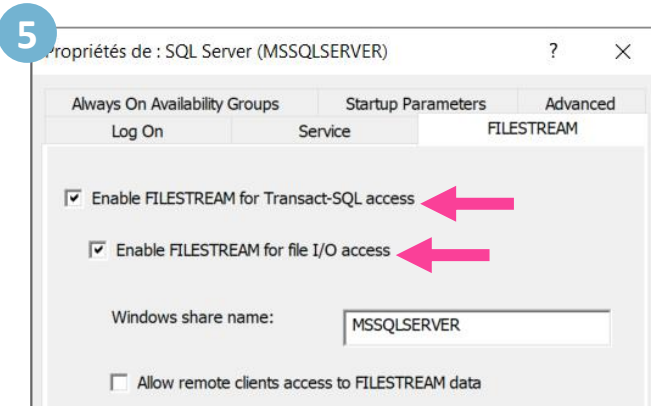 5
Propriétés de : SQL Server (MSSQLSERVER) ? ×
Always On Availability Groups Startup Parameters Advanced
Log On Service FILESTREAM
Enable FILESTREAM for Transact-SQL access
Enable FILESTREAM for file I/O access
Windows share name: MSSQLSERVER
Allow remote clients access to FILESTREAM data